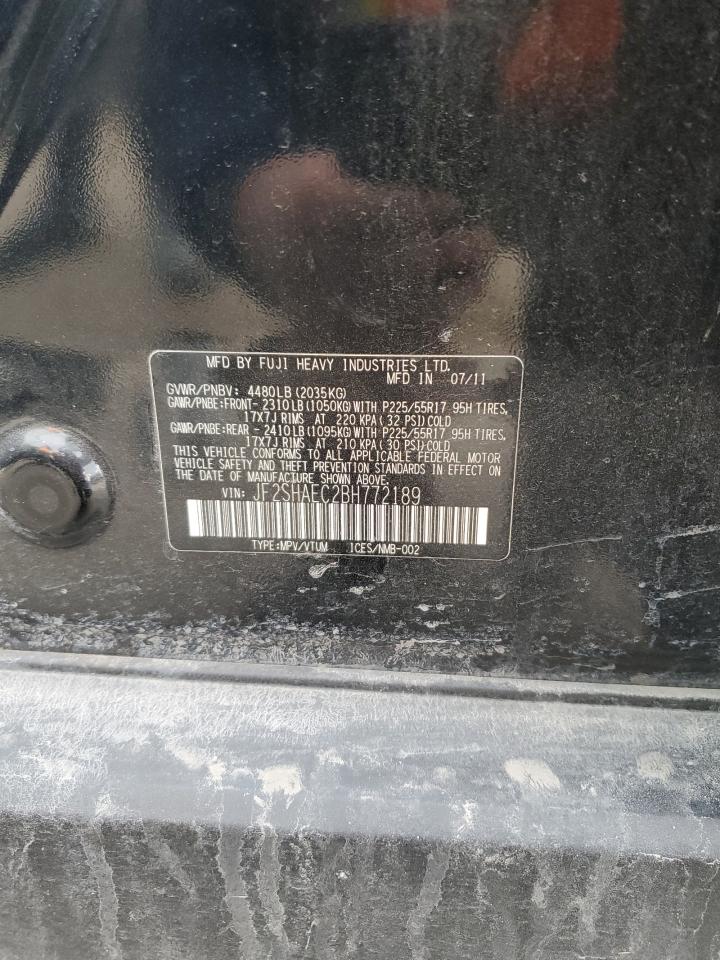 MFD BY FUJI HEAVY INDUSTRIES LTD.
MFD IN 07/11
GVWR/PNBV: 4480LB(2035KG)
GAWR/PNBE:FRONT-2310LB(1050KG)WITH P225/55R17 95H TIRES,
17X7J RIMS AT 220 KPA(32 PSI)COLD
GAWR/PNBE:REAR -2410LB(1095KG)WITH P225/55R17 95H TIRES,
17X7J RIMS AT 210 KPA(30 PSI)COLD
THIS VEHICLE CONFORMS TO ALL APPLICABLE FEDERAL MOTOR
VEHICLE SAFETY AND THEFT PREVENTION STANDARDS IN EFFECT ON
THE DATE OF MANUFACTURE SHOWN ABOVE.
VIN: JF2SHAEC2BH772189
TYPE:MPV/VTUM ICES/NMB-002